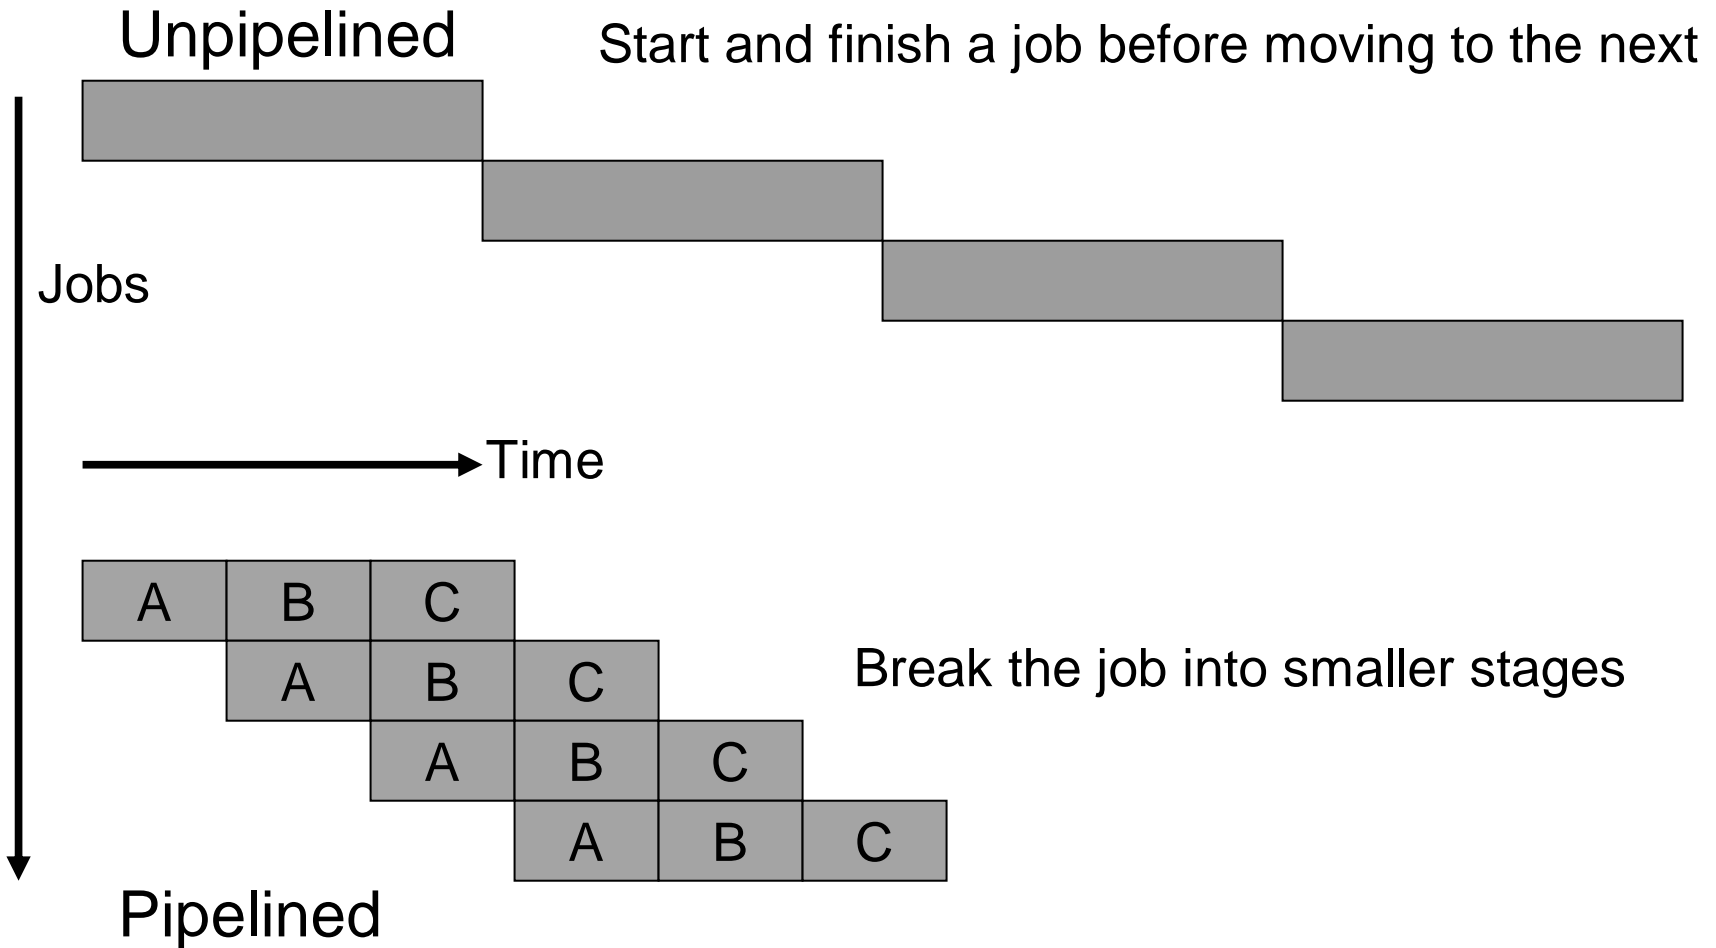 Unpipelined
Start and finish a job before moving to the next
Jobs
Time
A B C
A B C
Break the job into smaller stages
A B C
A B C
Pipelined